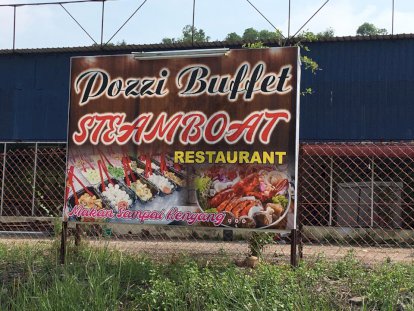 Pozzi Buffet
STEAMBOAT
RESTAURANT
Makan Sampai Kenyang